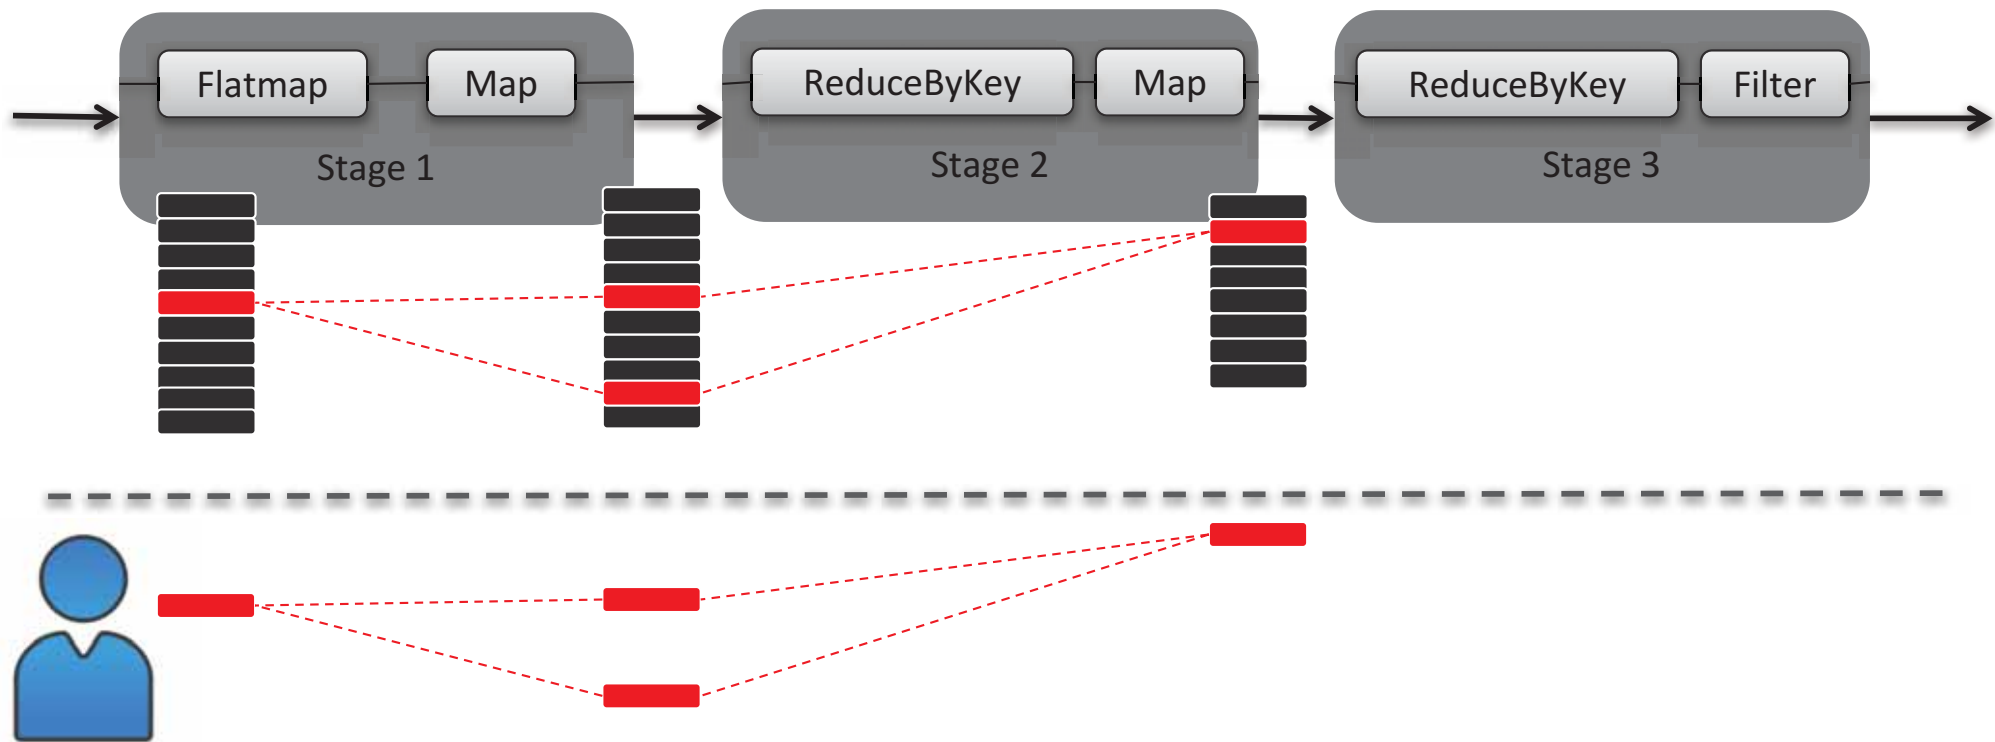 Flatmap
Map
Stage 1
ReduceByKey
Map
Stage 2
ReduceByKey
Filter
Stage 3